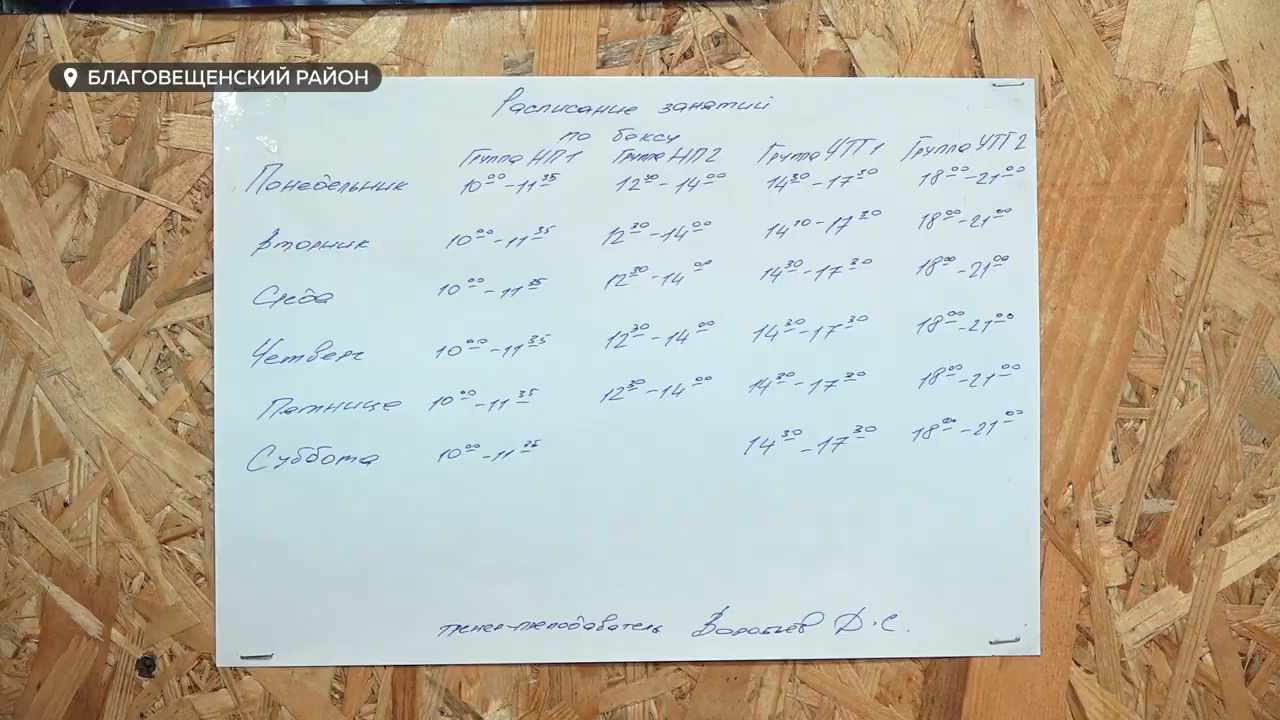 БЛАГОВЕЩЕНСКИЙ РАЙОН
Расписание занятий
по боксу
Группа НП1 Группа НП2 Группа УТГ1 Группа УТГ2
Понедельник 10⁰⁰-11³⁵ 12³⁰-14⁰⁰ 14³⁰-17³⁰ 18⁰⁰-21⁰⁰
Вторник 10⁰⁰-11³⁵ 12³⁰-14⁰⁰ 14³⁰-17³⁰ 18⁰⁰-21⁰⁰
Среда 10⁰⁰-11³⁵ 12³⁰-14⁰⁰ 14³⁰-17³⁰ 18⁰⁰-21⁰⁰
Четверг 10⁰⁰-11³⁵ 12³⁰-14⁰⁰ 14³⁰-17³⁰ 18⁰⁰-21⁰⁰
Пятница 10⁰⁰-11³⁵ 12³⁰-14⁰⁰ 14³⁰-17³⁰ 18⁰⁰-21⁰⁰
Суббота 10⁰⁰-11³⁵ 14³⁰-17³⁰ 18⁰⁰-21⁰⁰
тренер-преподаватель Воробьев Д.С.